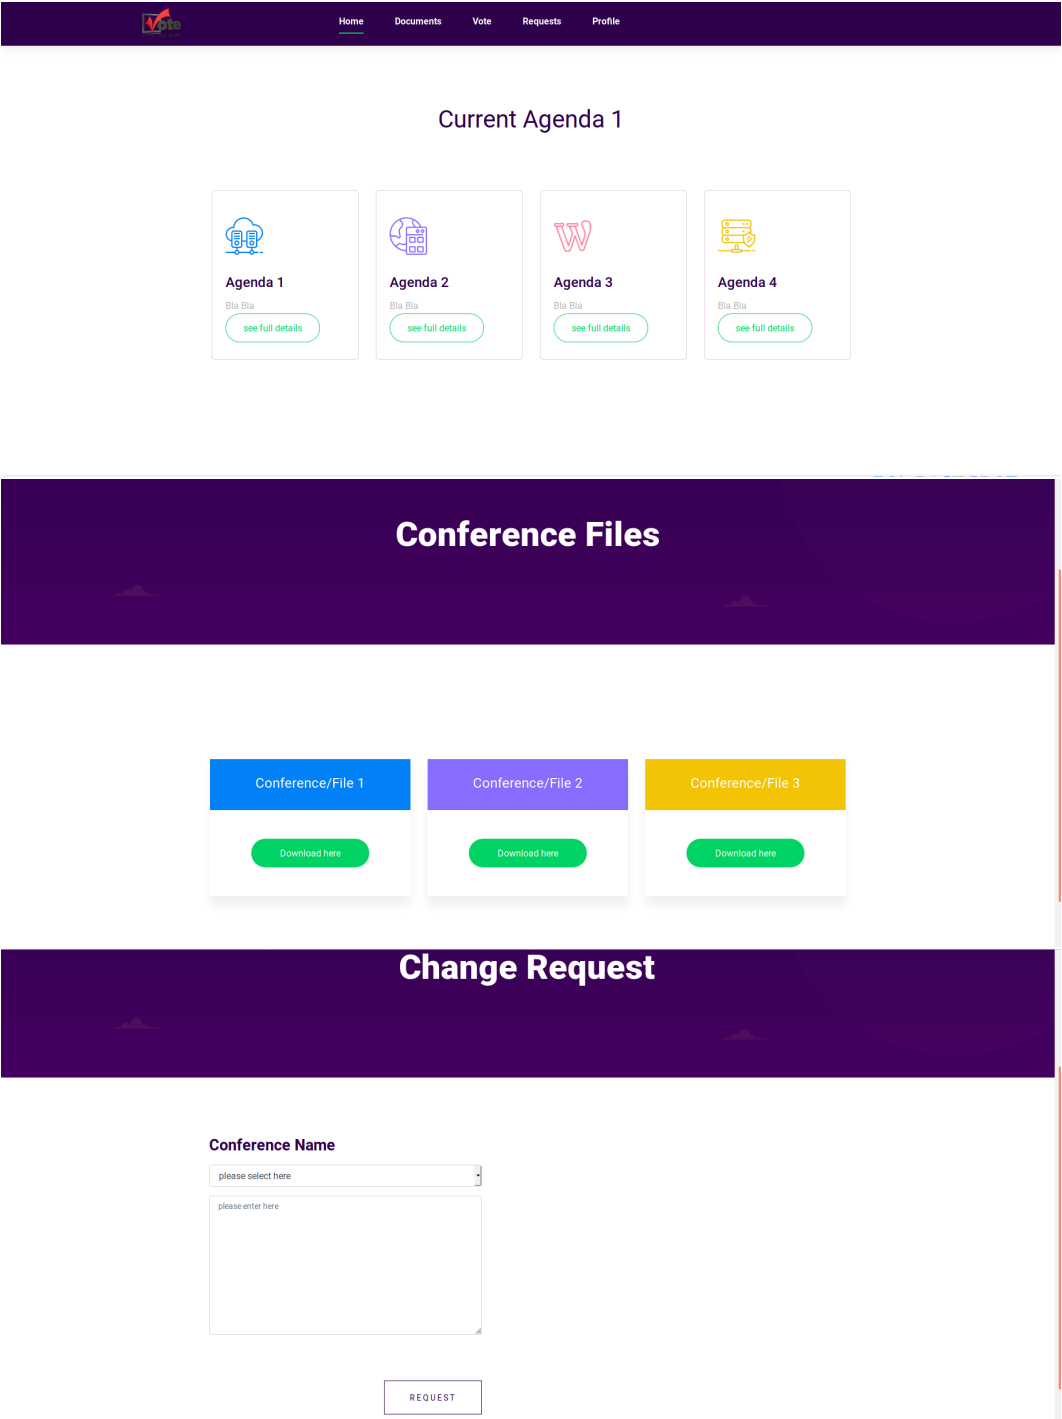 Vote
Home Documents Vote Requests Profile
Current Agenda 1
Agenda 1 Agenda 2 Agenda 3 Agenda 4
Bla Bla Bla Bla Bla Bla Bla Bla
see full details see full details see full details see full details
Conference Files
Conference/File 1 Conference/File 2 Conference/File 3
Download here Download here Download here
Change Request
Conference Name
please select here
please enter here
REQUEST